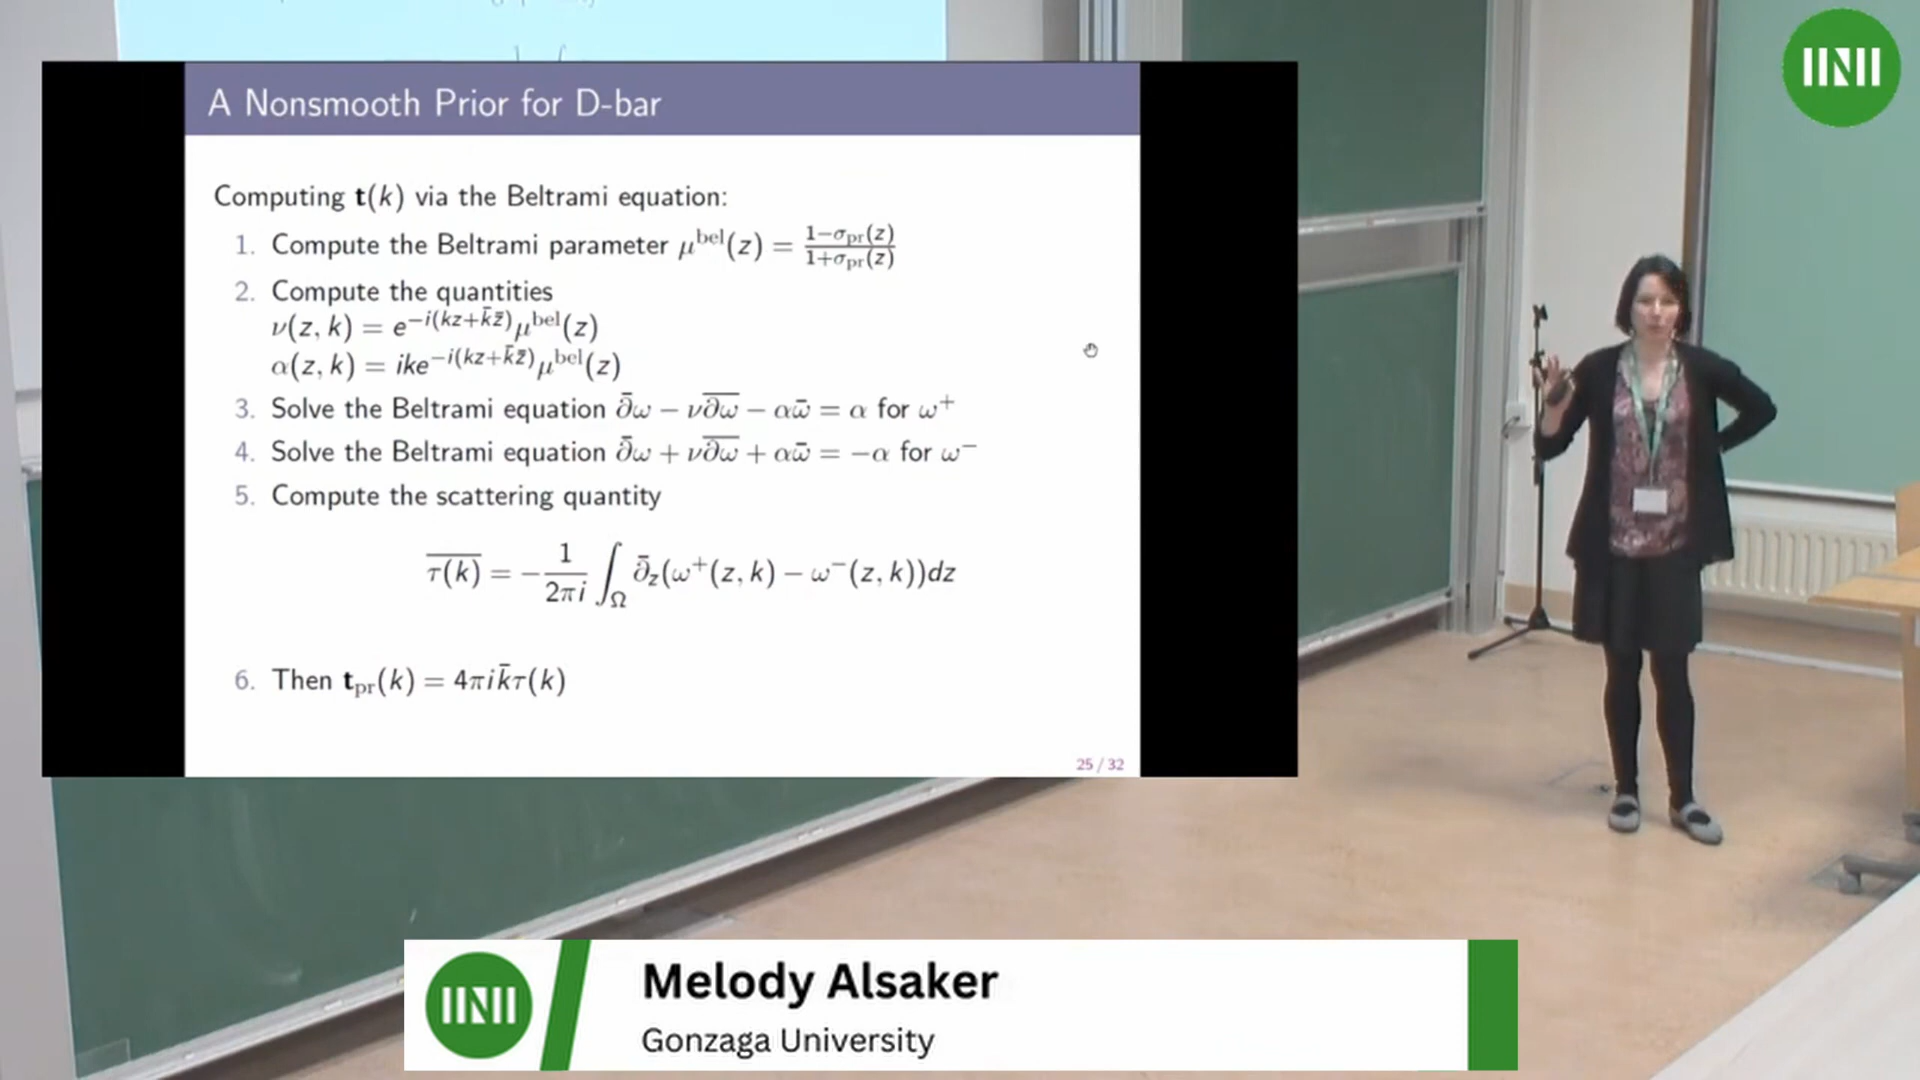 A Nonsmooth Prior for D-bar
Computing t(k) via the Beltrami equation:
1. Compute the Beltrami parameter μ^bel(z) = (1−σ_pr(z))/(1+σ_pr(z))
2. Compute the quantities
ν(z, k) = e^{−i(kz+k̄z̄)} μ^bel(z)
α(z, k) = ike^{−i(kz+k̄z̄)} μ^bel(z)
3. Solve the Beltrami equation ∂̄ω − ν\overline{∂ω} − αω̄ = α for ω⁺
4. Solve the Beltrami equation ∂̄ω + ν\overline{∂ω} + αω̄ = −α for ω⁻
5. Compute the scattering quantity
\overline{τ(k)} = −1/(2πi) ∫_Ω ∂̄_z(ω⁺(z, k) − ω⁻(z, k))dz
6. Then t_pr(k) = 4πik̄τ(k)
25 / 32
Melody Alsaker
Gonzaga University